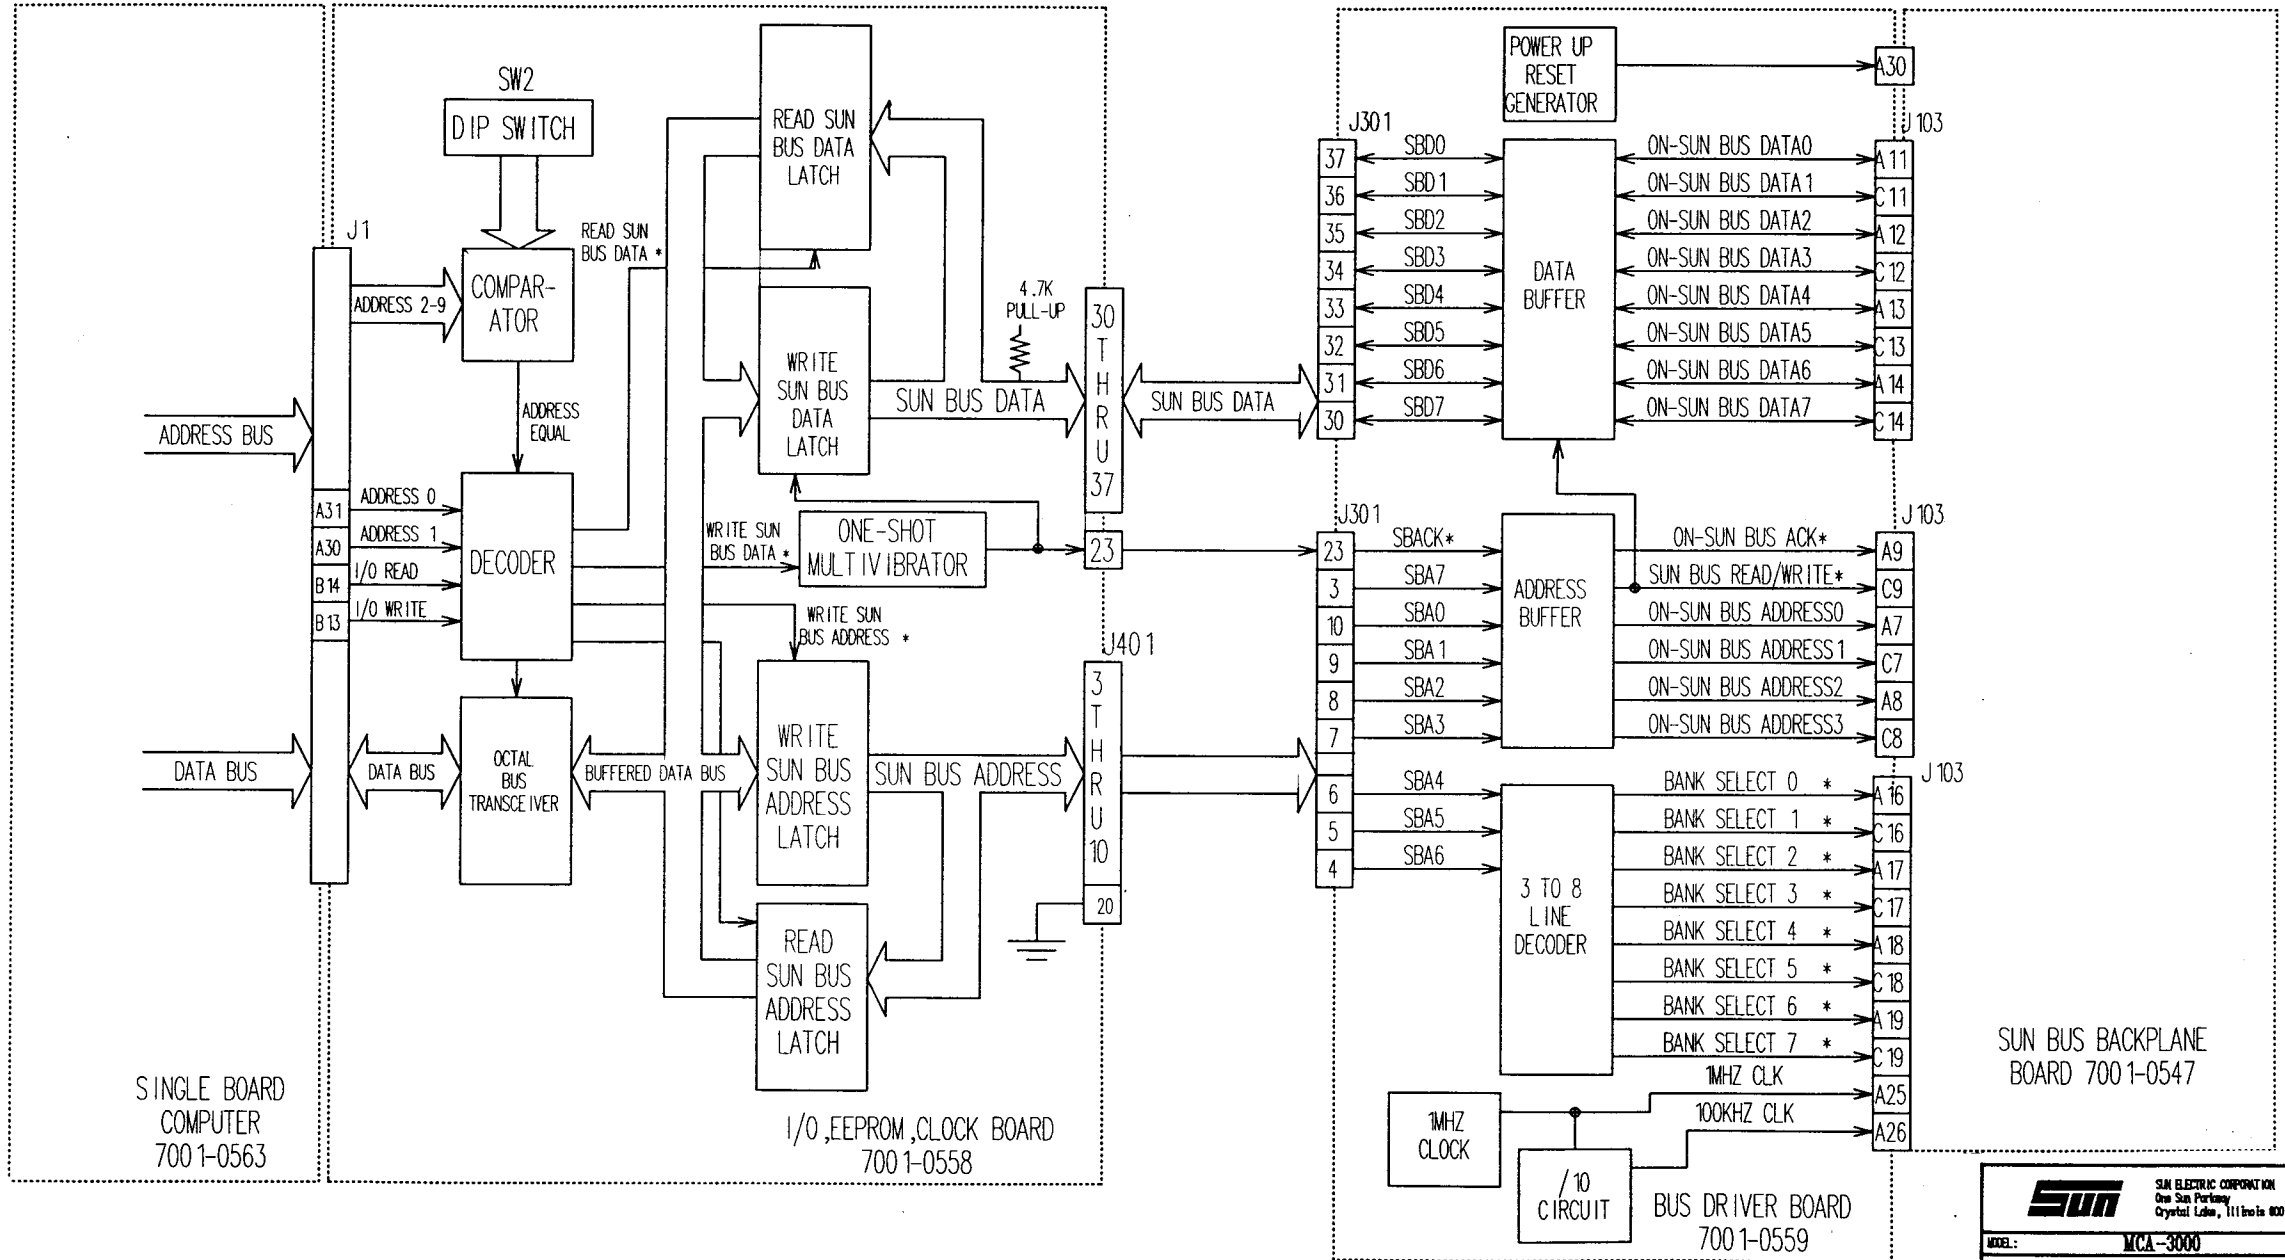 SW2
DIP SWITCH
J1
COMPAR-
ATOR
ADDRESS 2-9
ADDRESS
EQUAL
ADDRESS BUS
A31
ADDRESS 0
A30
ADDRESS 1
B14
I/O READ
B13
I/O WRITE
DECODER
DATA BUS
DATA BUS
OCTAL
BUS
TRANSCEIVER
BUFFERED DATA BUS
READ SUN
BUS DATA *
READ SUN
BUS DATA
LATCH
WRITE
SUN BUS
DATA
LATCH
4.7K
PULL-UP
SUN BUS DATA
WRITE SUN
BUS DATA *
ONE-SHOT
MULTIVIBRATOR
WRITE SUN
BUS ADDRESS *
WRITE
SUN BUS
ADDRESS
LATCH
SUN BUS ADDRESS
READ
SUN BUS
ADDRESS
LATCH
30
T
H
R
U
37
23
J401
3
T
H
R
U
10
20
SUN BUS DATA
SINGLE BOARD
COMPUTER
7001-0563
I/O,EEPROM,CLOCK BOARD
7001-0558
POWER UP
RESET
GENERATOR
A30
J301
J103
37 SBD0 ON-SUN BUS DATA0 A11
36 SBD1 ON-SUN BUS DATA1 C11
35 SBD2 ON-SUN BUS DATA2 A12
34 SBD3 ON-SUN BUS DATA3 C12
33 SBD4 ON-SUN BUS DATA4 A13
32 SBD5 ON-SUN BUS DATA5 C13
31 SBD6 ON-SUN BUS DATA6 A14
30 SBD7 ON-SUN BUS DATA7 C14
DATA
BUFFER
J301
J103
23 SBACK* ON-SUN BUS ACK* A9
3 SBA7 SUN BUS READ/WRITE* C9
10 SBA0 ON-SUN BUS ADDRESS0 A7
9 SBA1 ON-SUN BUS ADDRESS1 C7
8 SBA2 ON-SUN BUS ADDRESS2 A8
7 SBA3 ON-SUN BUS ADDRESS3 C8
ADDRESS
BUFFER
J103
6 SBA4 BANK SELECT 0 * A16
5 SBA5 BANK SELECT 1 * C16
4 SBA6 BANK SELECT 2 * A17
BANK SELECT 3 * C17
BANK SELECT 4 * A18
BANK SELECT 5 * C18
BANK SELECT 6 * A19
BANK SELECT 7 * C19
3 TO 8
LINE
DECODER
1MHZ CLK A25
100KHZ CLK A26
1MHZ
CLOCK
/10
CIRCUIT
BUS DRIVER BOARD
7001-0559
SUN BUS BACKPLANE
BOARD 7001-0547
Sun
SUN ELECTRIC CORPORATION
One Sun Parkway
Crystal Lake, Illinois 600
MODEL: MCA-3000